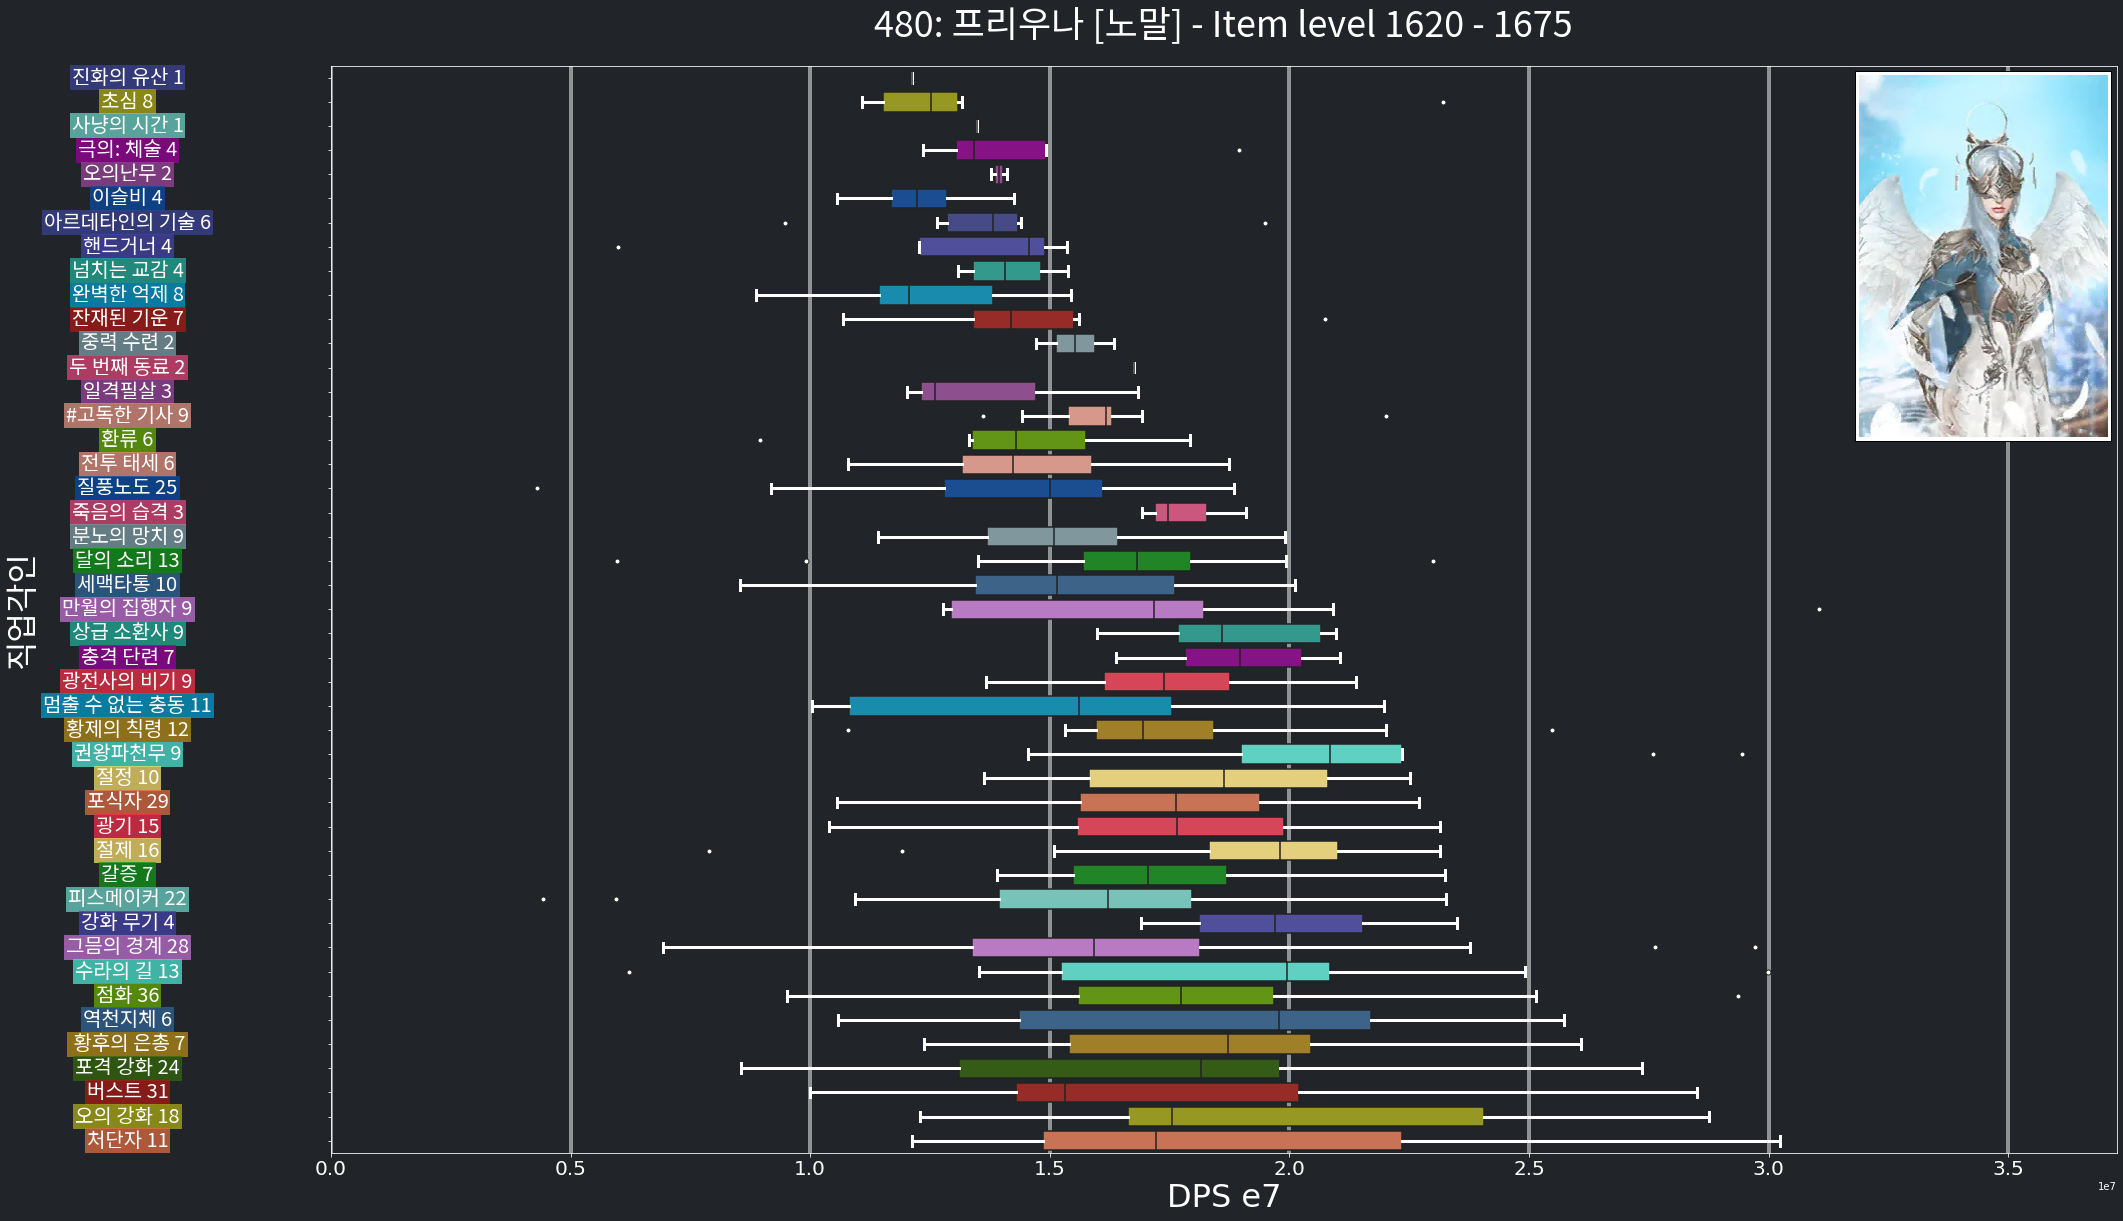 480: 프리우나 [노말] - Item level 1620 - 1675
직업각인
진화의 유산 1
초심 8
사냥의 시간 1
극의: 체술 4
오의난무 2
이슬비 4
아르데타인의 기술 6
핸드거너 4
넘치는 교감 4
완벽한 억제 8
잔재된 기운 7
중력 수련 2
두 번째 동료 2
일격필살 3
#고독한 기사 9
환류 6
전투 태세 6
질풍노도 25
죽음의 습격 3
분노의 망치 9
달의 소리 13
세맥타통 10
만월의 집행자 9
상급 소환사 9
충격 단련 7
광전사의 비기 9
멈출 수 없는 충동 11
황제의 칙령 12
권왕파천무 9
절정 10
포식자 29
광기 15
절제 16
갈증 7
피스메이커 22
강화 무기 4
그믐의 경계 28
수라의 길 13
점화 36
역천지체 6
황후의 은총 7
포격 강화 24
버스트 31
오의 강화 18
처단자 11
0.0 0.5 1.0 1.5 2.0 2.5 3.0 3.5
1e7
DPS e7